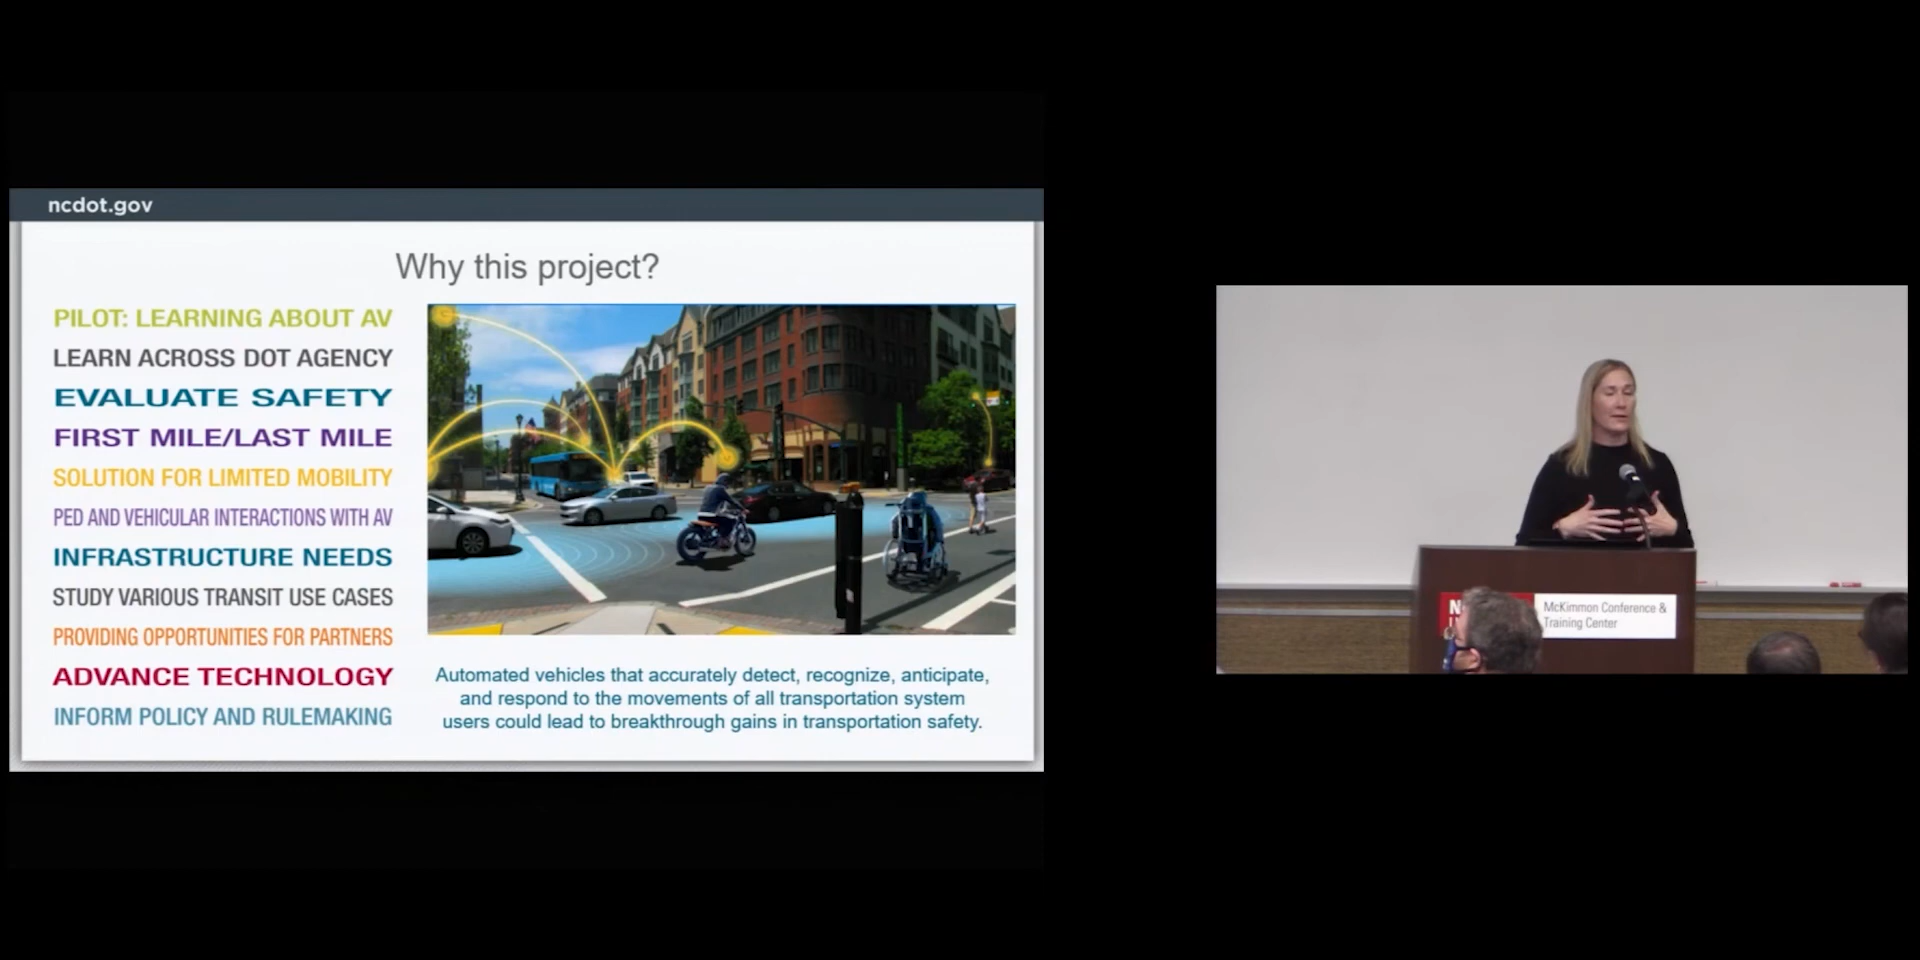 ncdot.gov
Why this project?
PILOT: LEARNING ABOUT AV
LEARN ACROSS DOT AGENCY
EVALUATE SAFETY
FIRST MILE/LAST MILE
SOLUTION FOR LIMITED MOBILITY
PED AND VEHICULAR INTERACTIONS WITH AV
INFRASTRUCTURE NEEDS
STUDY VARIOUS TRANSIT USE CASES
PROVIDING OPPORTUNITIES FOR PARTNERS
ADVANCE TECHNOLOGY
INFORM POLICY AND RULEMAKING
Automated vehicles that accurately detect, recognize, anticipate,
and respond to the movements of all transportation system
users could lead to breakthrough gains in transportation safety.
McKimmon Conference &
Training Center